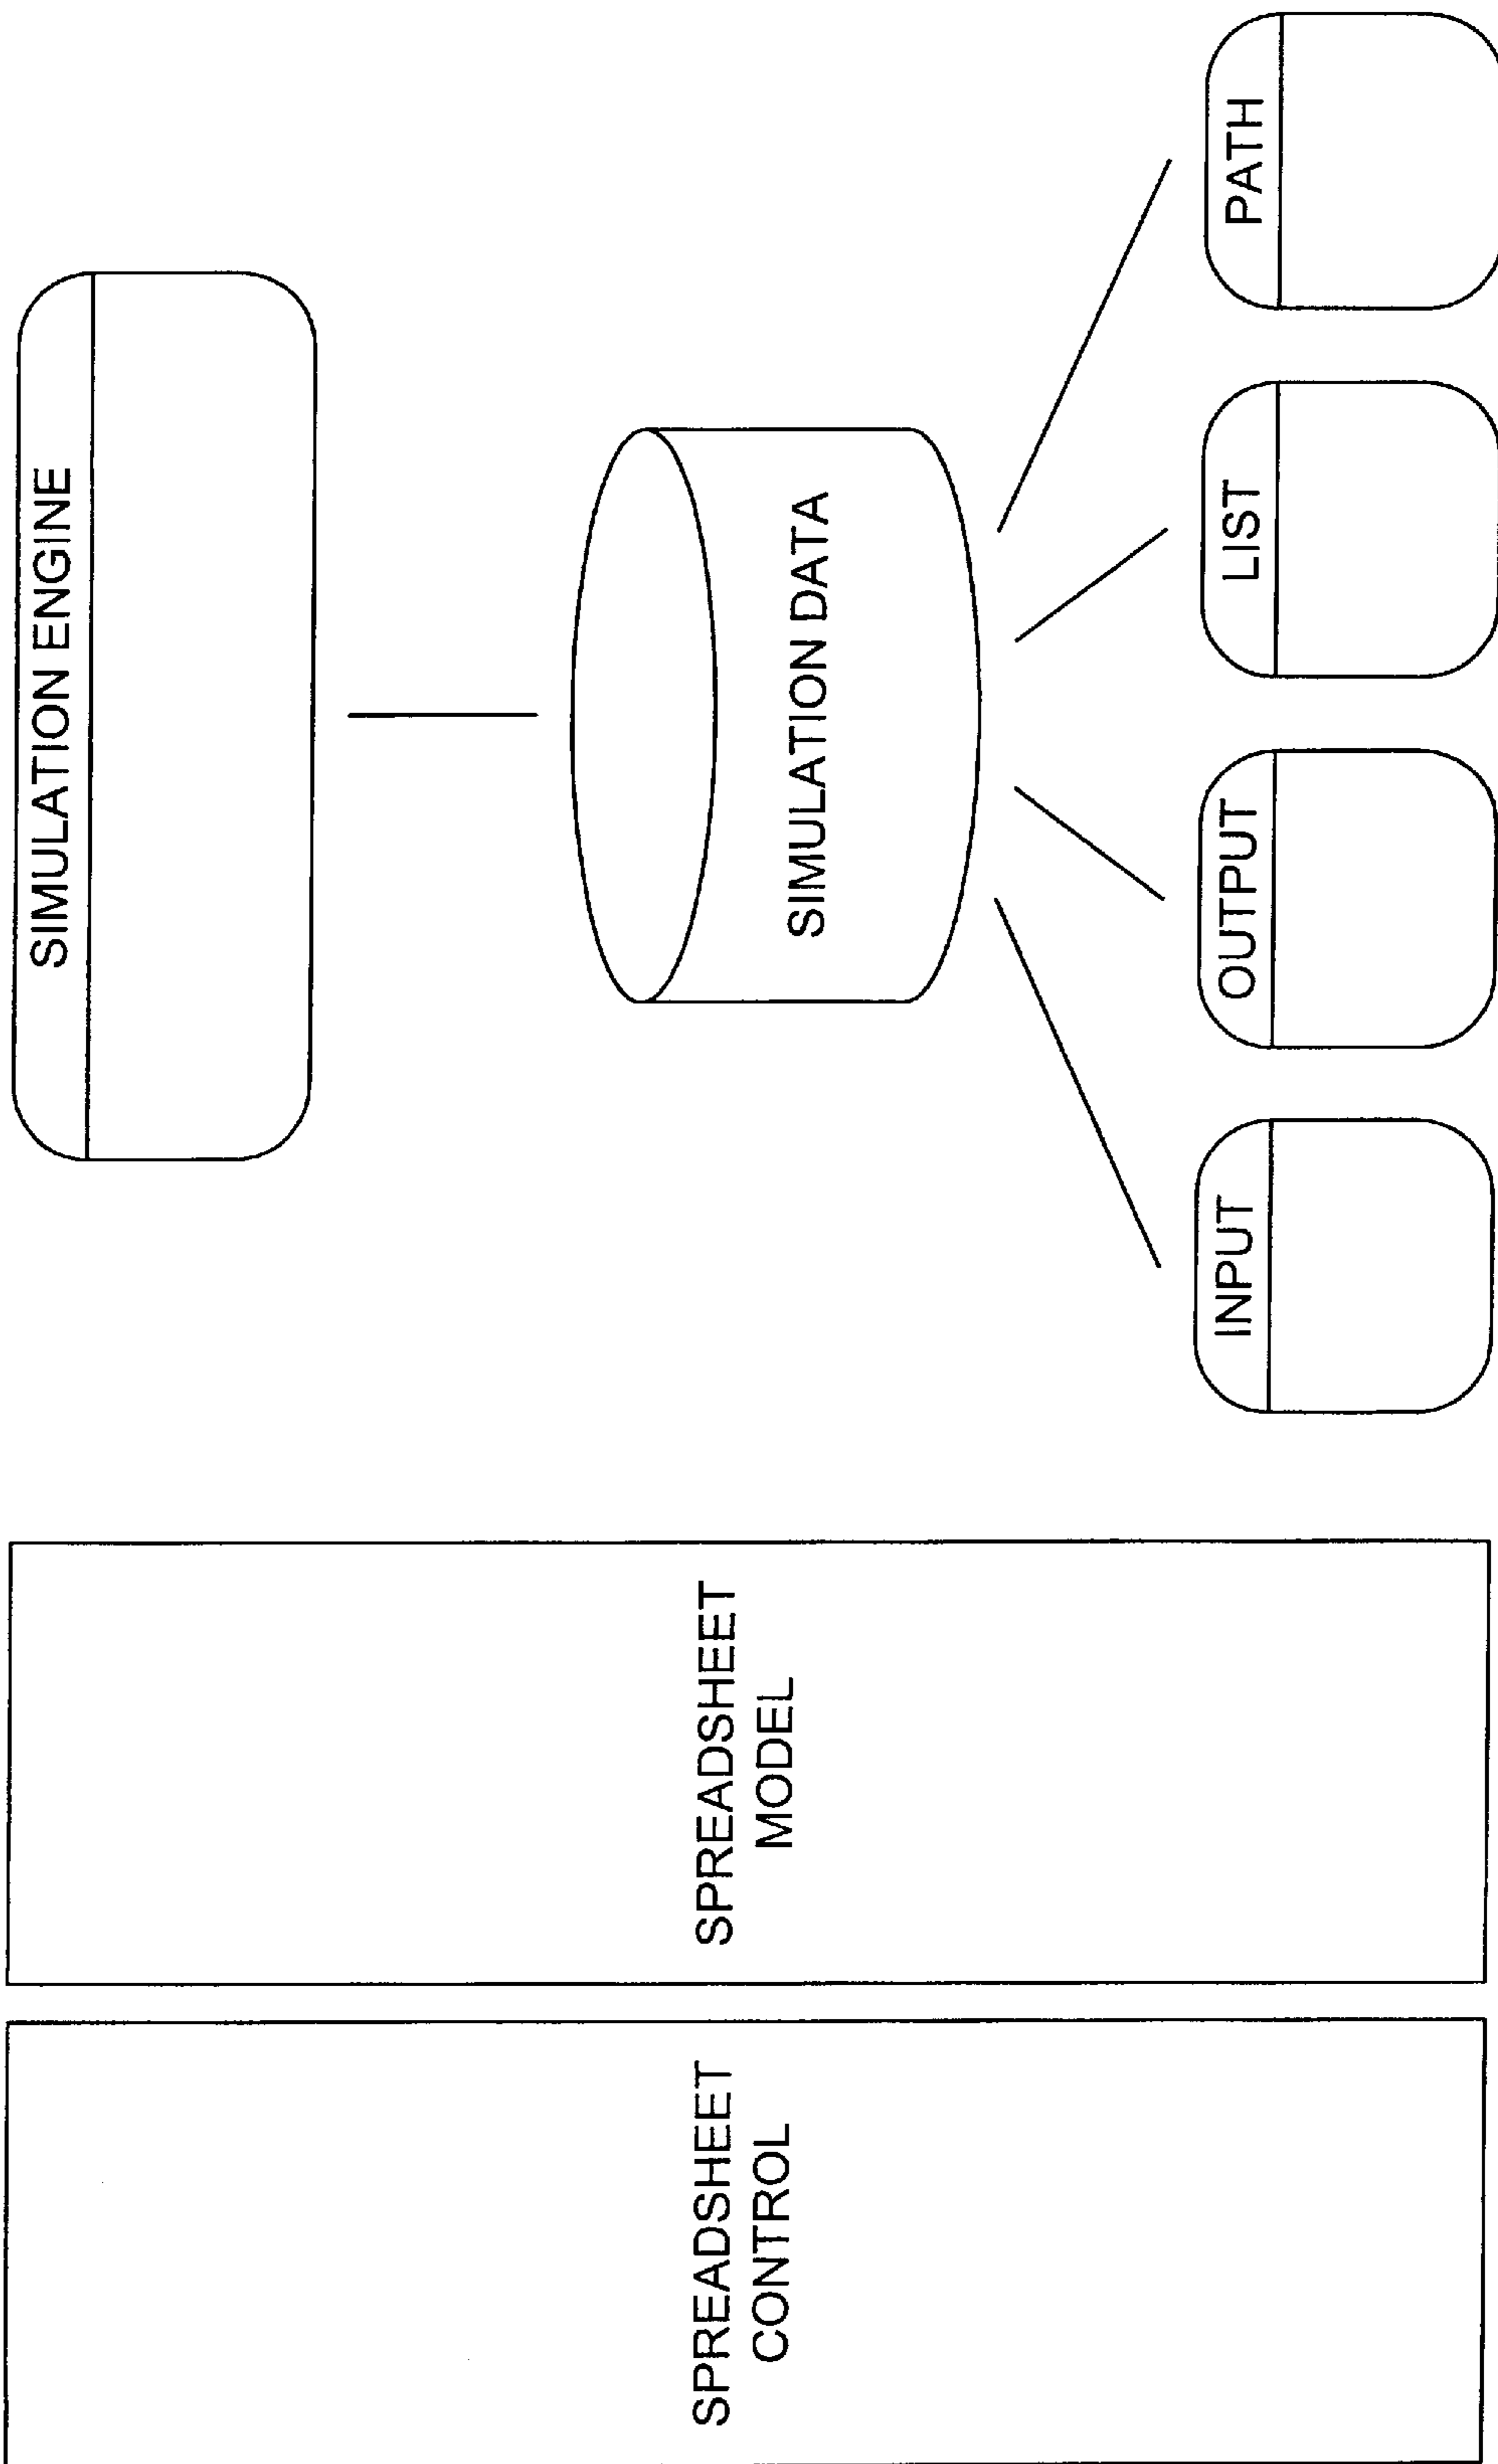 SPREADSHEET
CONTROL
SPREADSHEET
MODEL
SIMULATION ENGINE
SIMULATION DATA
INPUT
OUTPUT
LIST
PATH